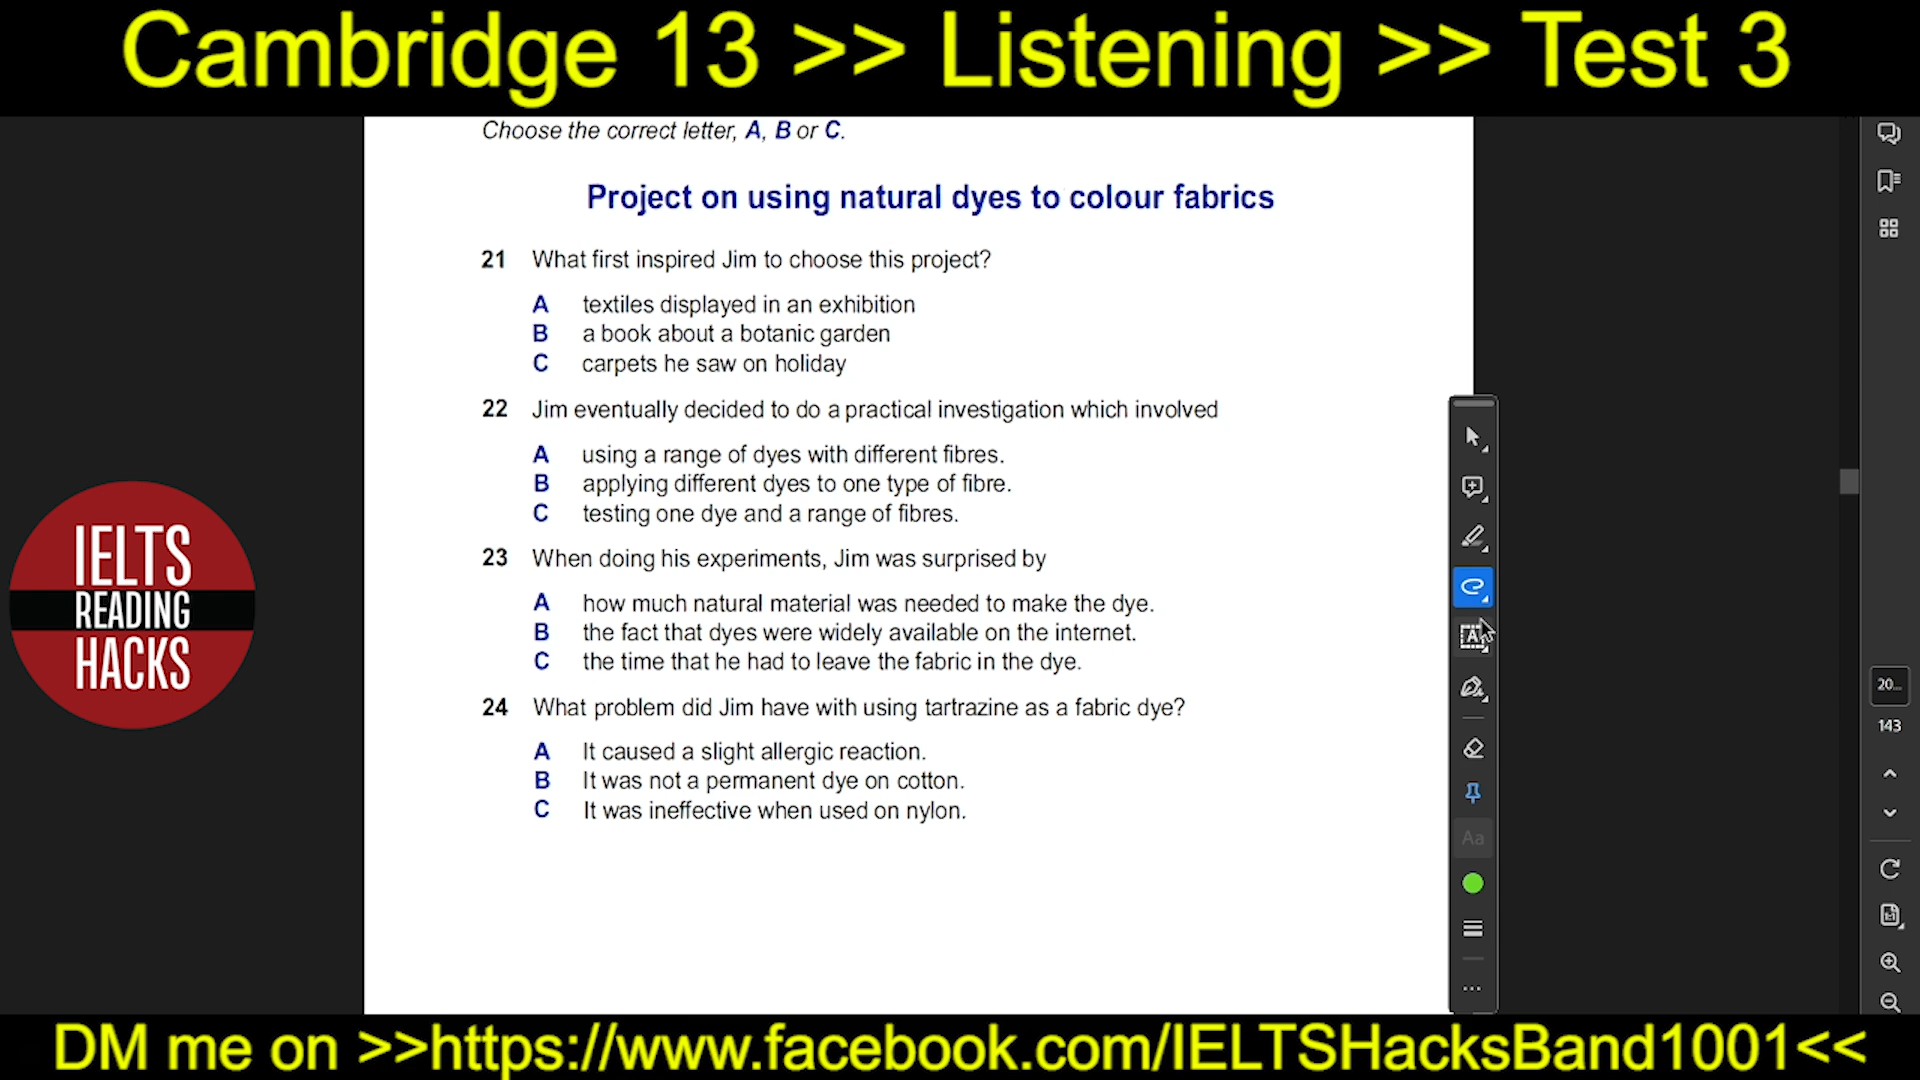 Cambridge 13 >> Listening >> Test 3
Choose the correct letter, A, B or C.
Project on using natural dyes to colour fabrics
21 What first inspired Jim to choose this project?
A textiles displayed in an exhibition
B a book about a botanic garden
C carpets he saw on holiday
22 Jim eventually decided to do a practical investigation which involved
A using a range of dyes with different fibres.
B applying different dyes to one type of fibre.
C testing one dye and a range of fibres.
23 When doing his experiments, Jim was surprised by
A how much natural material was needed to make the dye.
B the fact that dyes were widely available on the internet.
C the time that he had to leave the fabric in the dye.
24 What problem did Jim have with using tartrazine as a fabric dye?
A It caused a slight allergic reaction.
B It was not a permanent dye on cotton.
C It was ineffective when used on nylon.
IELTS
READING
HACKS
Aa
20...
143
DM me on >>https://www.facebook.com/IELTSHacksBand1001<<